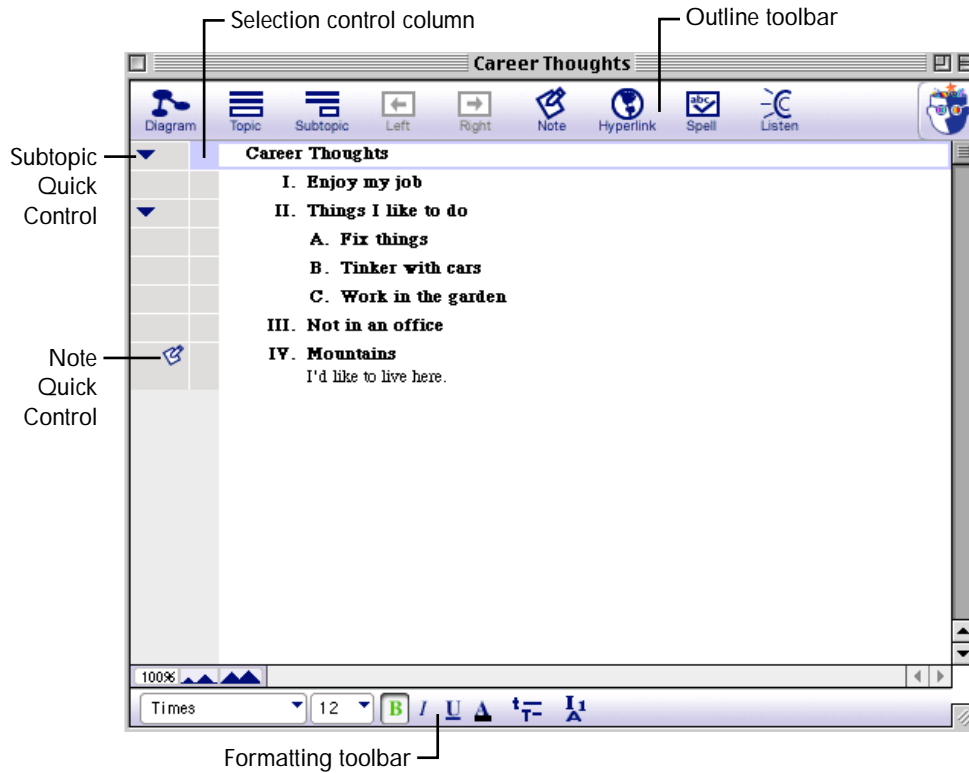 Selection control column
Outline toolbar
Career Thoughts
Diagram Topic Subtopic Left Right Note Hyperlink abc Spell Listen
Subtopic
Quick
Control
Career Thoughts
I. Enjoy my job
II. Things I like to do
A. Fix things
B. Tinker with cars
C. Work in the garden
III. Not in an office
Note
Quick
Control
IV. Mountains
I'd like to live here.
100%
Times 12 B I U A t T I 1 A
Formatting toolbar